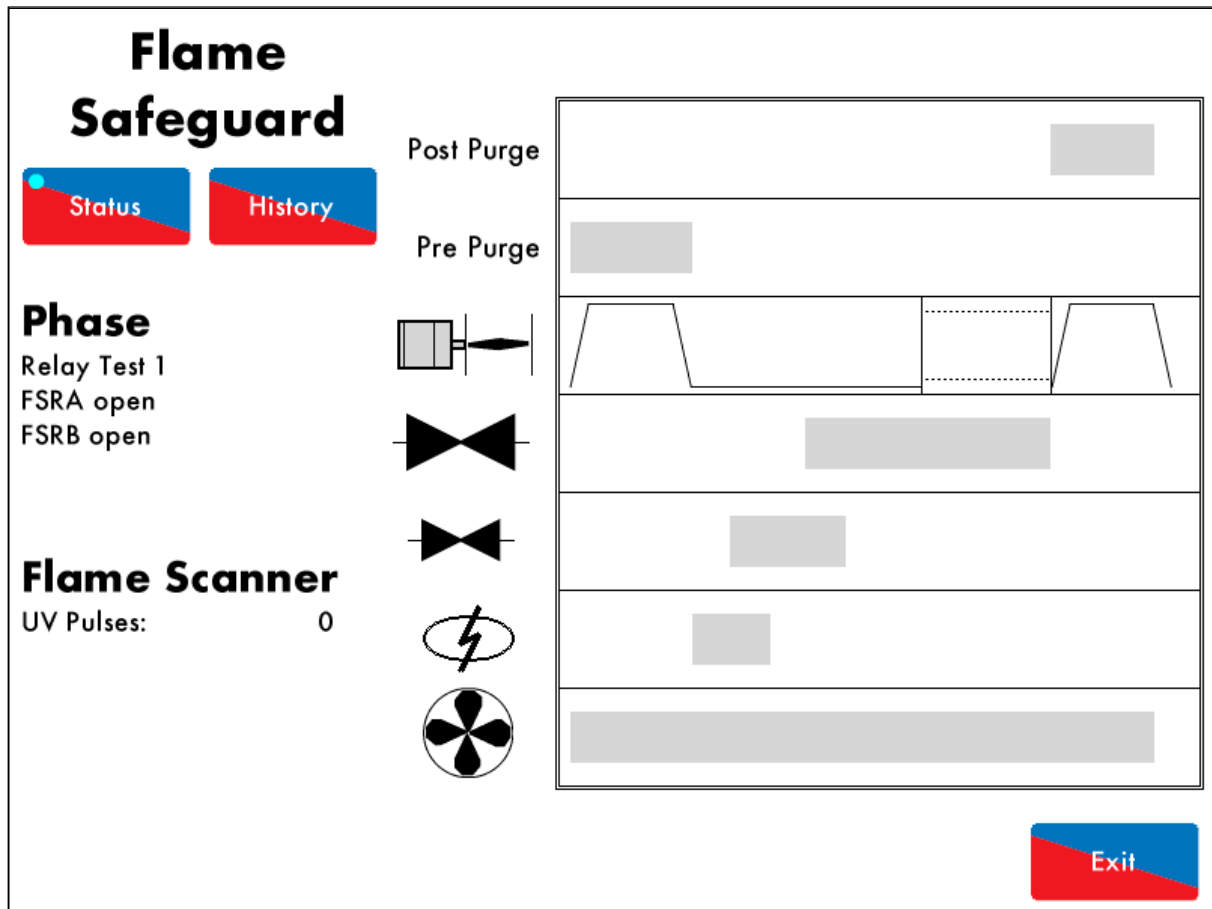 Flame
Safeguard
Status
History
Post Purge
Pre Purge
Phase
Relay Test 1
FSRA open
FSRB open
Flame Scanner
UV Pulses: 0
Exit